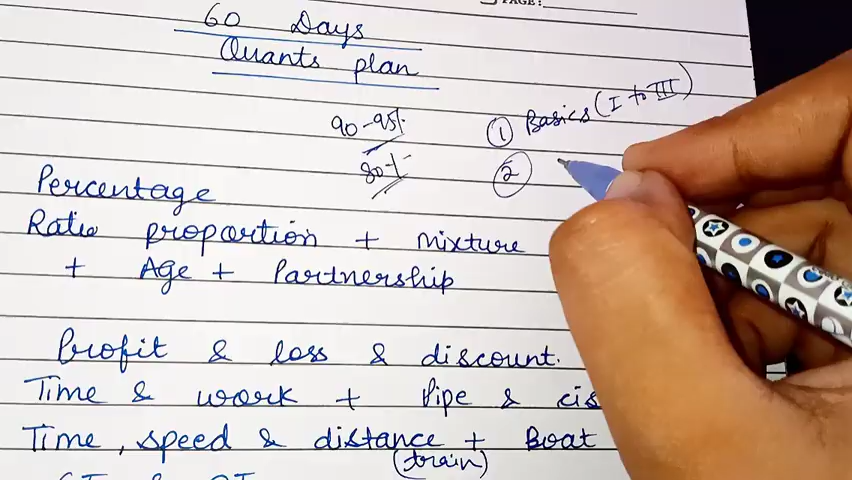 PAGE:
60 Days
Quants plan
90-95%
80%
① Basics (I to III)
②
Percentage
Ratio proportion + mixture
+ Age + Partnership
Profit & loss & discount.
Time & work + Pipe & cis
Time, speed & distance + Boat
(train)